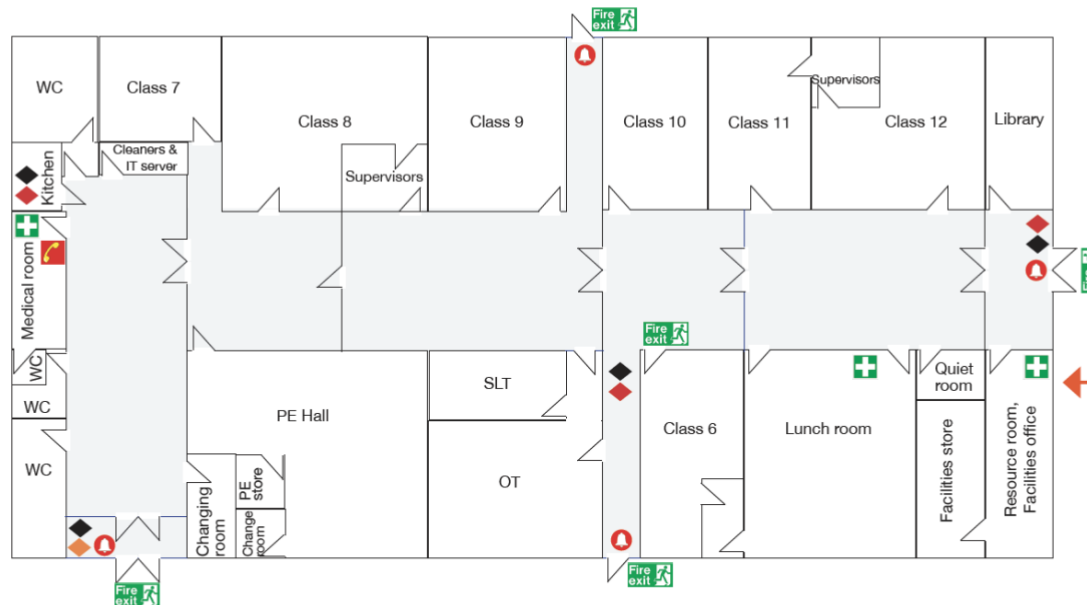 Fire
exit
WC
Class 7
Class 8
Class 9
Class 10
Class 11
Supervisors
Class 12
Library
Cleaners &
IT server
Kitchen
Supervisors
Medical room
Fire
exit
WC
WC
WC
PE Hall
SLT
OT
Class 6
Lunch room
Quiet
room
Facilities store
Resource room,
Facilities office
Changing
room
PE
store
Change
room
Fire
exit
Fire
exit